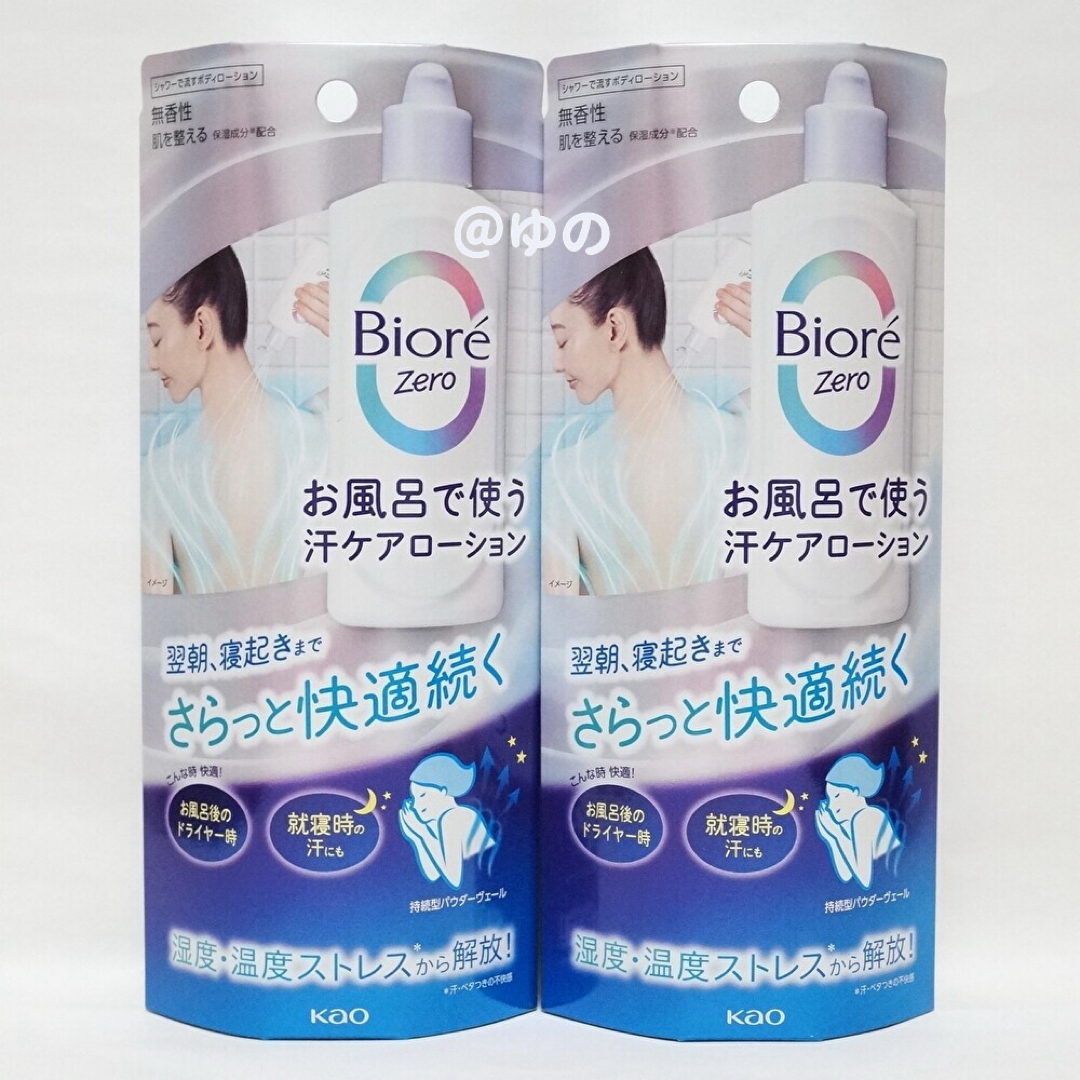 シャワーで流すボディローション
無香性
肌を整える 保湿成分※配合
Bioré
zero
お風呂で使う
汗ケアローション
イメージ
翌朝、寝起きまで
さらっと快適続く
こんな時 快適!
お風呂後の
ドライヤー時
就寝時の
汗にも
持続型パウダーヴェール
湿度・温度ストレス*から解放!
*汗・ベタつきの不快感
Kao
@ゆの
シャワーで流すボディローション
無香性
肌を整える 保湿成分※配合
Bioré
zero
お風呂で使う
汗ケアローション
イメージ
翌朝、寝起きまで
さらっと快適続く
こんな時 快適!
お風呂後の
ドライヤー時
就寝時の
汗にも
持続型パウダーヴェール
湿度・温度ストレス*から解放!
*汗・ベタつきの不快感
Kao